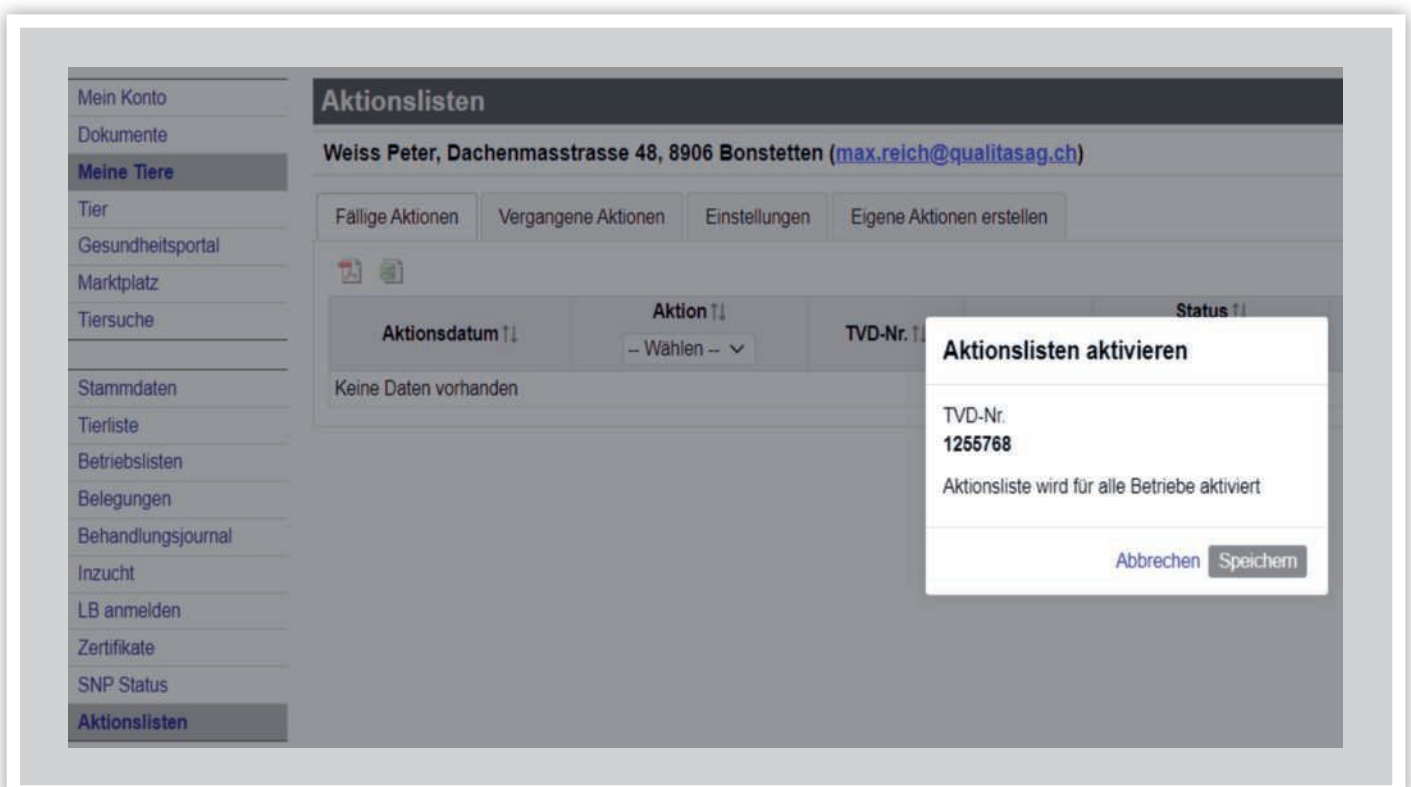 Mein Konto
Dokumente
Meine Tiere
Tier
Gesundheitsportal
Marktplatz
Tiersuche
Stammdaten
Tierliste
Betriebslisten
Belegungen
Behandlungsjournal
Inzucht
LB anmelden
Zertifikate
SNP Status
Aktionslisten
Aktionslisten
Weiss Peter, Dachenmasstrasse 48, 8906 Bonstetten (max.reich@qualitasag.ch)
Fällige Aktionen Vergangene Aktionen Einstellungen Eigene Aktionen erstellen
Aktionsdatum↑↓ Aktion↑↓ TVD-Nr.↑↓ Status↑↓
-- Wählen --
Keine Daten vorhanden
Aktionslisten aktivieren
TVD-Nr.
1255768
Aktionsliste wird für alle Betriebe aktiviert
Abbrechen Speichern